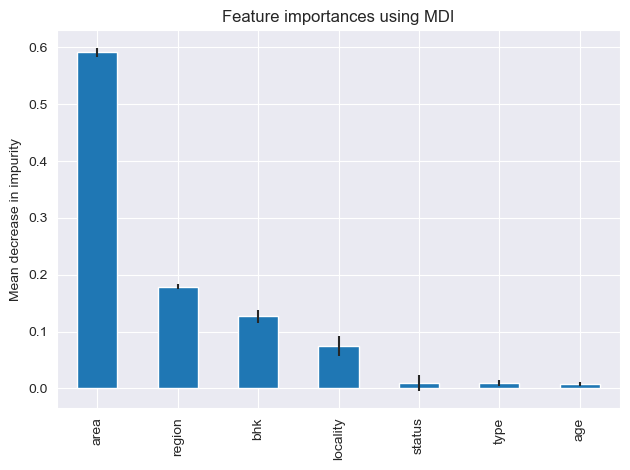 Feature importances using MDI
Mean decrease in impurity
0.6
0.5
0.4
0.3
0.2
0.1
0.0
area
region
bhk
locality
status
type
age